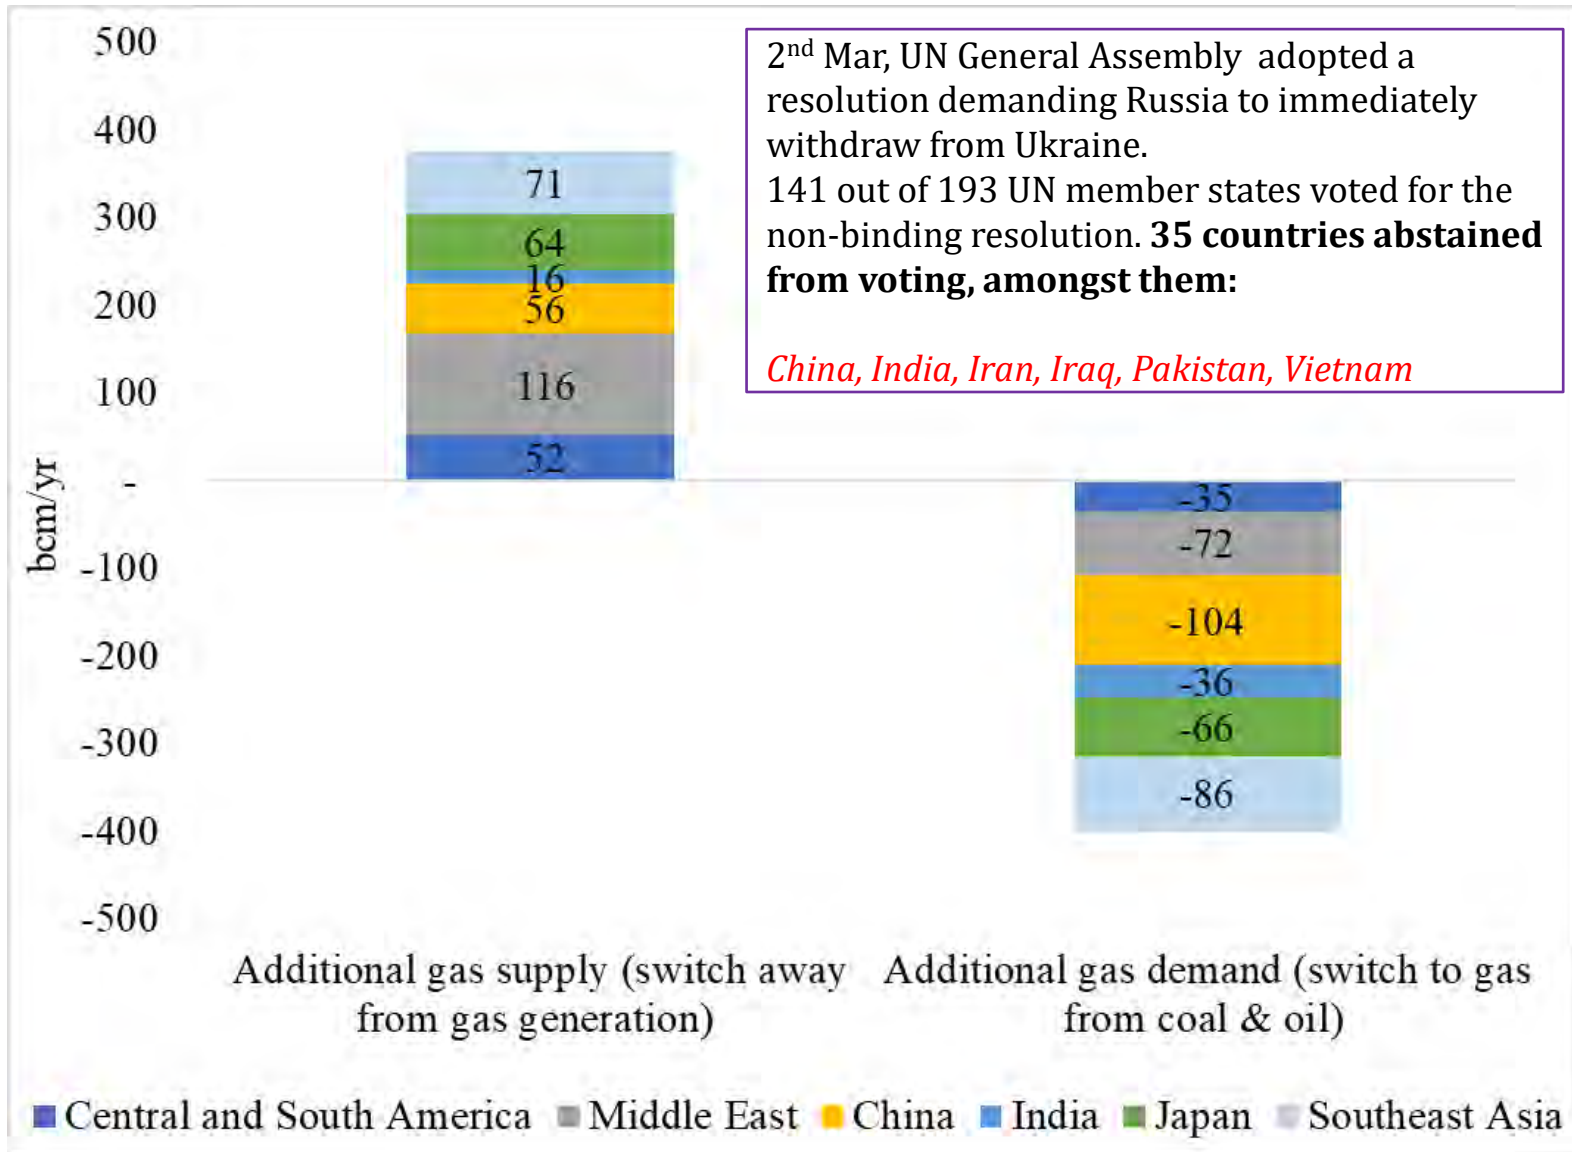 500
400
300
200
100
-
-100
-200
-300
-400
-500
bcm/yr
2nd Mar, UN General Assembly adopted a
resolution demanding Russia to immediately
withdraw from Ukraine.
141 out of 193 UN member states voted for the
non-binding resolution. 35 countries abstained
from voting, amongst them:
China, India, Iran, Iraq, Pakistan, Vietnam
71
64
16
56
116
52
-35
-72
-104
-36
-66
-86
Additional gas supply (switch away
from gas generation)
Additional gas demand (switch to gas
from coal & oil)
Central and South America Middle East China India Japan Southeast Asia